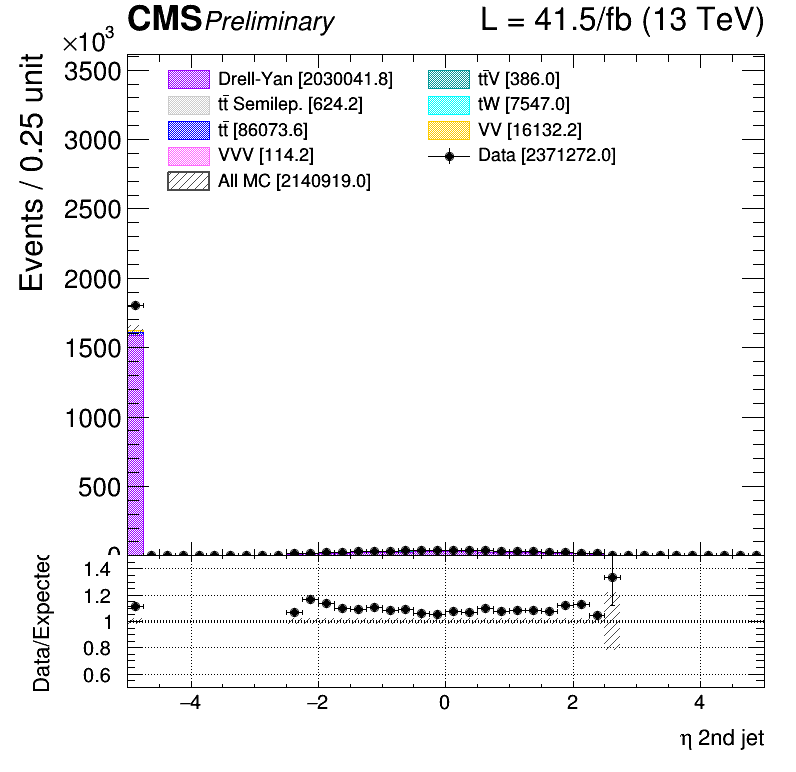 CMS Preliminary L = 41.5/fb (13 TeV)
×10³
Events / 0.25 unit
3500
3000
2500
2000
1500
1000
500
0
Drell-Yan [2030041.8]
tt̅ Semilep. [624.2]
tt̅ [86073.6]
VVV [114.2]
All MC [2140919.0]
tt̅V [386.0]
tW [7547.0]
VV [16132.2]
Data [2371272.0]
Data/Expected
1.4
1.2
1
0.8
0.6
−4 −2 0 2 4
η 2nd jet